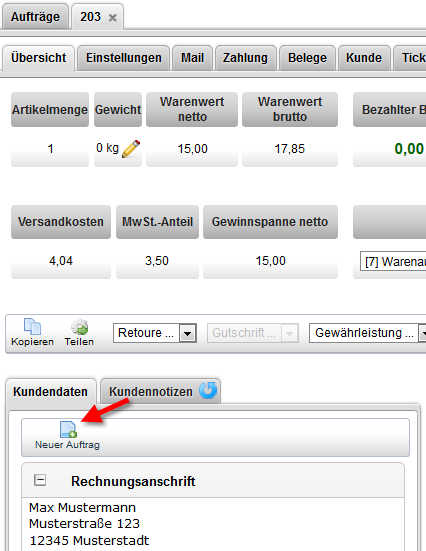 Aufträge 203
Übersicht Einstellungen Mail Zahlung Belege Kunde Tick
Artikelmenge Gewicht Warenwert netto Warenwert brutto Bezahlter B
1 0 kg 15,00 17,85 0,00
Versandkosten MwSt.-Anteil Gewinnspanne netto
4,04 3,50 15,00 [7] Warenau
Kopieren Teilen Retoure ... Gutschrift ... Gewährleistung ...
Kundendaten Kundennotizen
Neuer Auftrag
Rechnungsanschrift
Max Mustermann
Musterstraße 123
12345 Musterstadt